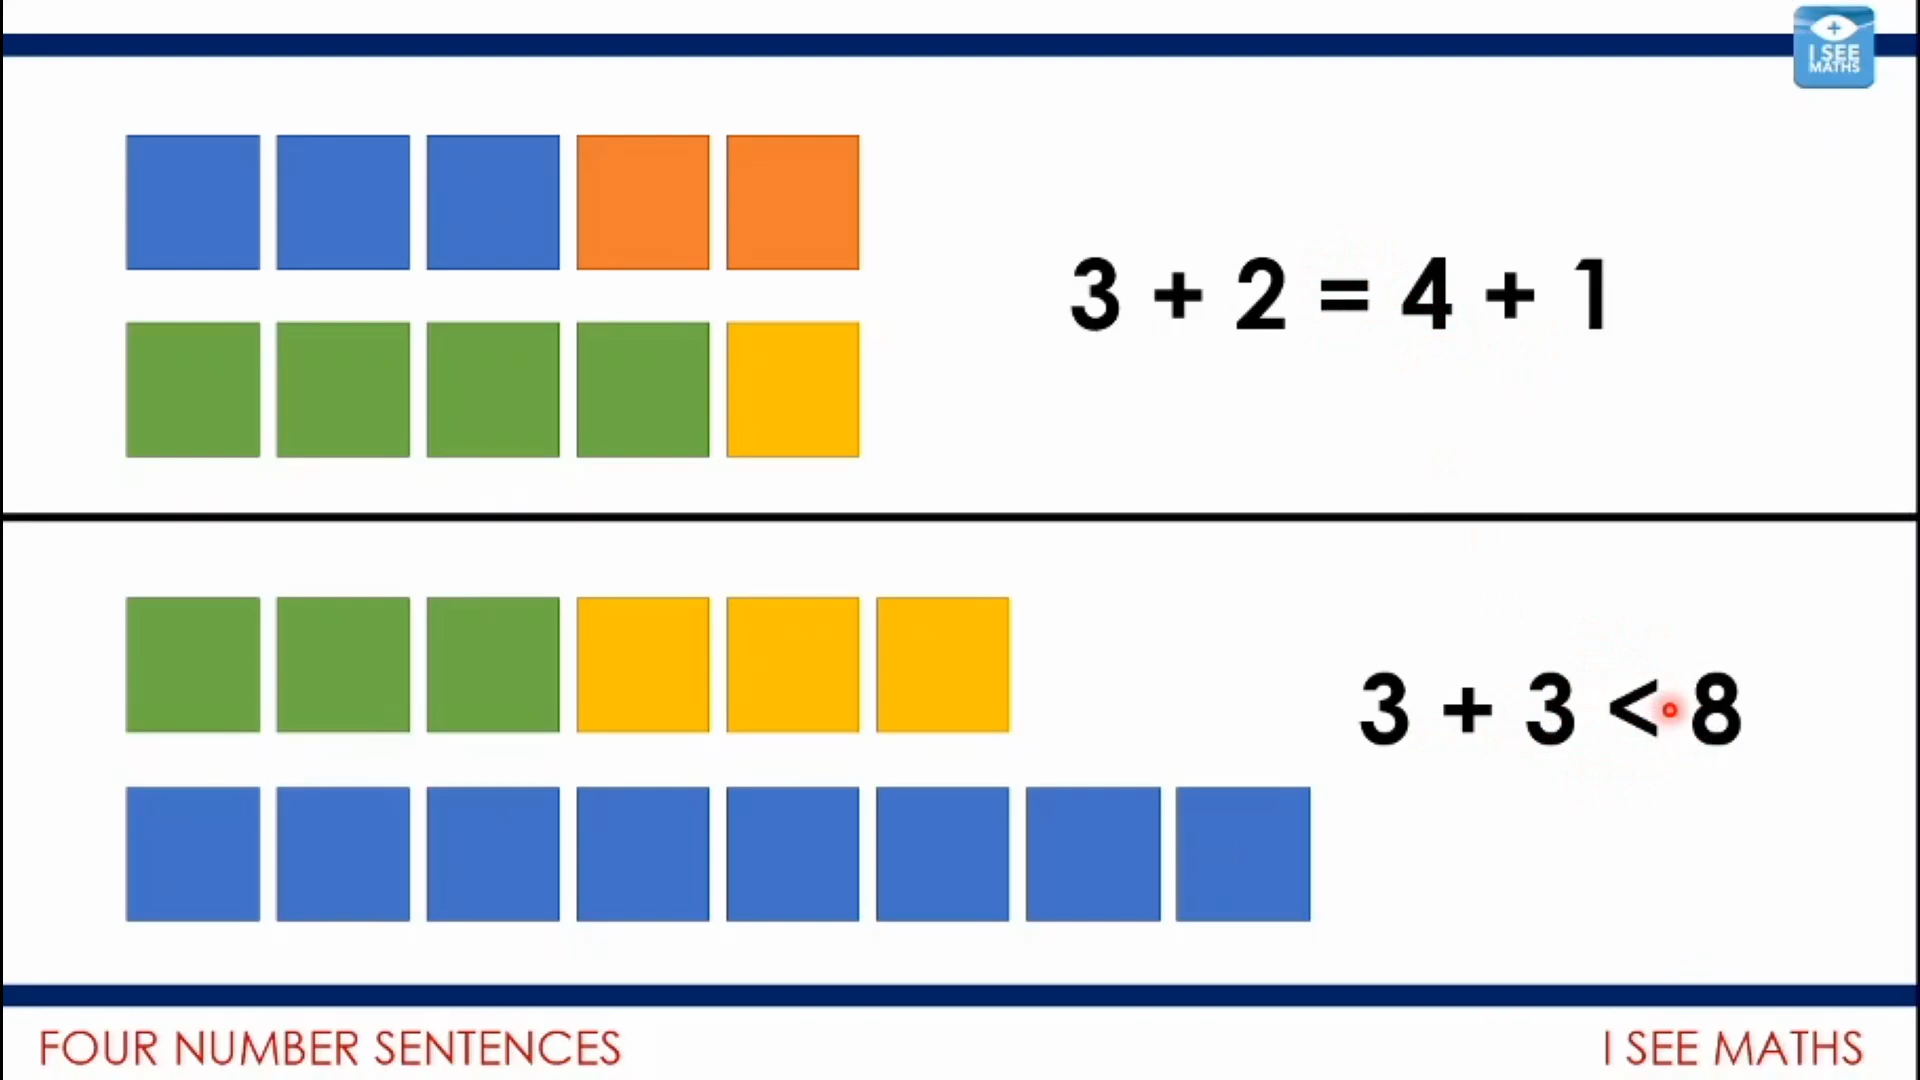 I SEE
MATHS
3 + 2 = 4 + 1
3 + 3 < 8
FOUR NUMBER SENTENCES
I SEE MATHS